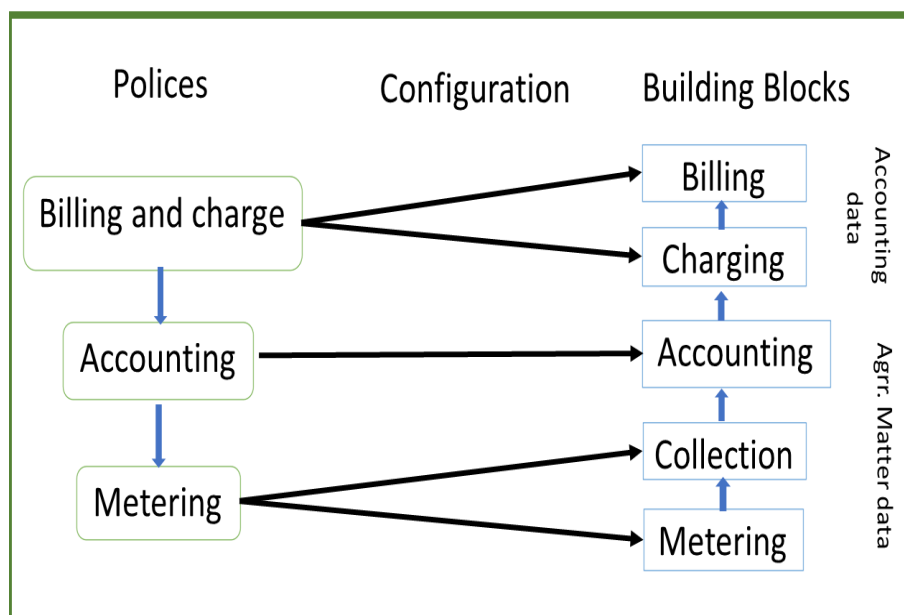 Polices
Configuration
Building Blocks
Billing and charge
Accounting
Metering
Billing
Charging
Accounting
Collection
Metering
Accounting
data
Agrr. Matter data